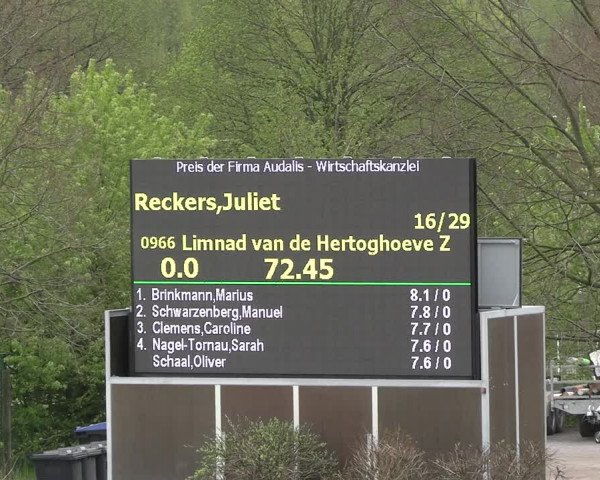 Preis der Firma Audalis - Wirtschaftskanzlei
Reckers,Juliet
16/29
0966 Limnad van de Hertoghoeve Z
0.0 72.45
1. Brinkmann,Marius 8.1 / 0
2. Schwarzenberg,Manuel 7.8 / 0
3. Clemens,Caroline 7.7 / 0
4. Nagel-Tornau,Sarah 7.6 / 0
Schaal,Oliver 7.6 / 0